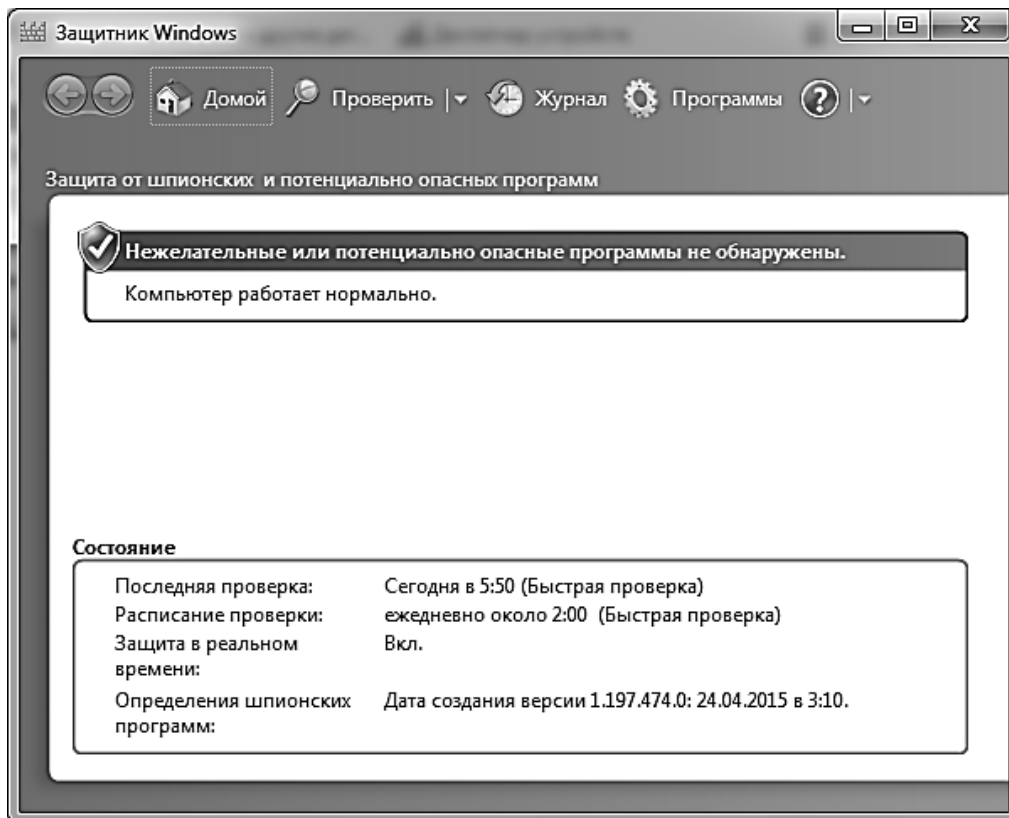 Защитник Windows
Домой Проверить Журнал Программы ?
Защита от шпионских и потенциально опасных программ
Нежелательные или потенциально опасные программы не обнаружены.
Компьютер работает нормально.
Состояние
Последняя проверка: Сегодня в 5:50 (Быстрая проверка)
Расписание проверки: ежедневно около 2:00 (Быстрая проверка)
Защита в реальном Вкл.
времени:
Определения шпионских Дата создания версии 1.197.474.0: 24.04.2015 в 3:10.
программ: